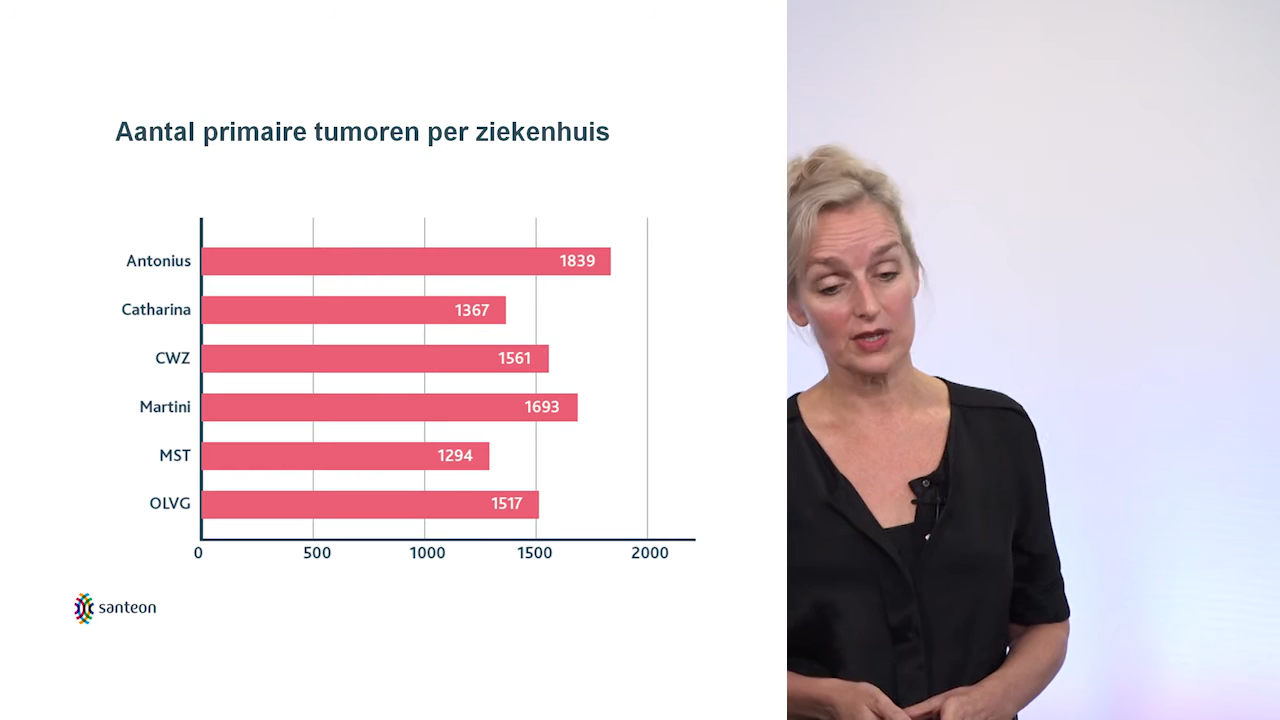 Aantal primaire tumoren per ziekenhuis
Antonius 1839
Catharina 1367
CWZ 1561
Martini 1693
MST 1294
OLVG 1517
0 500 1000 1500 2000
santeon